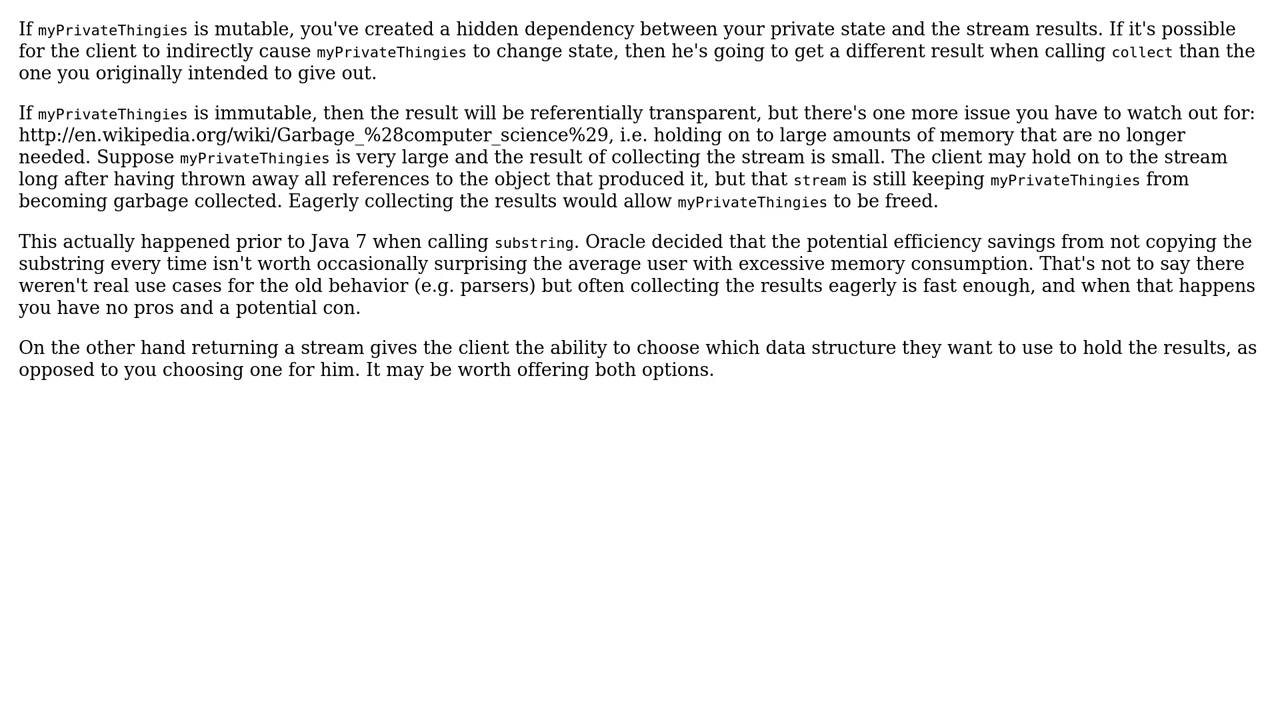 If myPrivateThingies is mutable, you've created a hidden dependency between your private state and the stream results. If it's possible
for the client to indirectly cause myPrivateThingies to change state, then he's going to get a different result when calling collect than the
one you originally intended to give out.
If myPrivateThingies is immutable, then the result will be referentially transparent, but there's one more issue you have to watch out for:
http://en.wikipedia.org/wiki/Garbage_%28computer_science%29, i.e. holding on to large amounts of memory that are no longer
needed. Suppose myPrivateThingies is very large and the result of collecting the stream is small. The client may hold on to the stream
long after having thrown away all references to the object that produced it, but that stream is still keeping myPrivateThingies from
becoming garbage collected. Eagerly collecting the results would allow myPrivateThingies to be freed.
This actually happened prior to Java 7 when calling substring. Oracle decided that the potential efficiency savings from not copying the
substring every time isn't worth occasionally surprising the average user with excessive memory consumption. That's not to say there
weren't real use cases for the old behavior (e.g. parsers) but often collecting the results eagerly is fast enough, and when that happens
you have no pros and a potential con.
On the other hand returning a stream gives the client the ability to choose which data structure they want to use to hold the results, as
opposed to you choosing one for him. It may be worth offering both options.